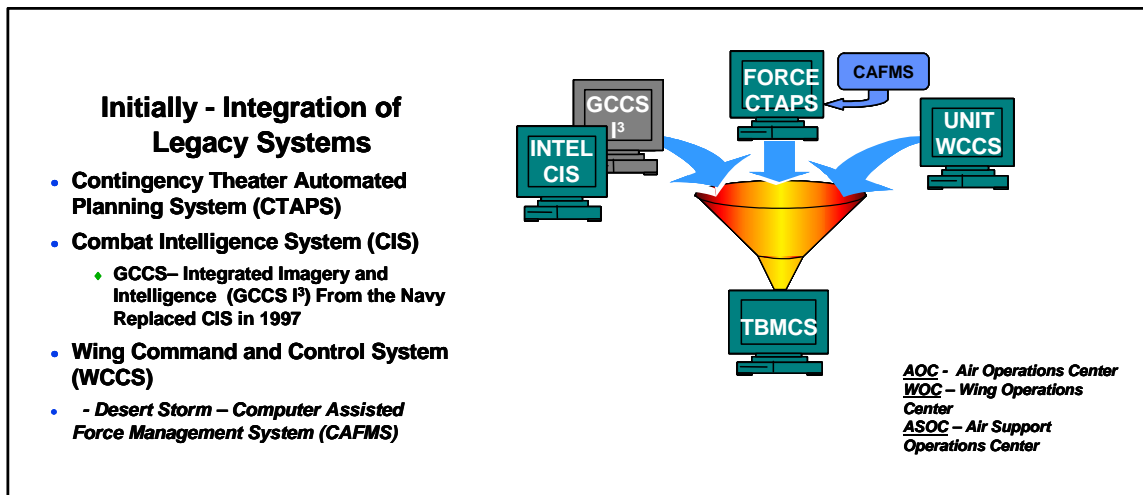 Initially - Integration of
Legacy Systems
• Contingency Theater Automated
Planning System (CTAPS)
• Combat Intelligence System (CIS)
♦ GCCS– Integrated Imagery and
Intelligence (GCCS I³) From the Navy
Replaced CIS in 1997
• Wing Command and Control System
(WCCS)
• - Desert Storm – Computer Assisted
Force Management System (CAFMS)
GCCS
I³
INTEL
CIS
FORCE
CTAPS
CAFMS
UNIT
WCCS
TBMCS
AOC - Air Operations Center
WOC – Wing Operations
Center
ASOC – Air Support
Operations Center